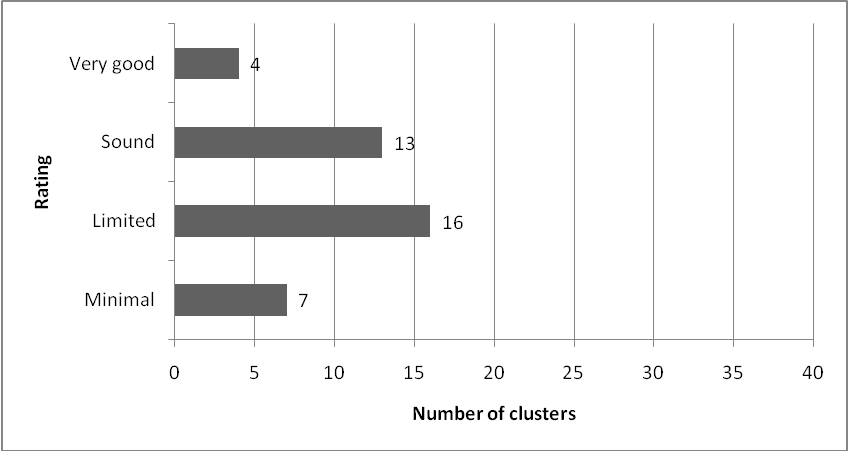 Rating
Very good 4
Sound 13
Limited 16
Minimal 7
0 5 10 15 20 25 30 35 40
Number of clusters